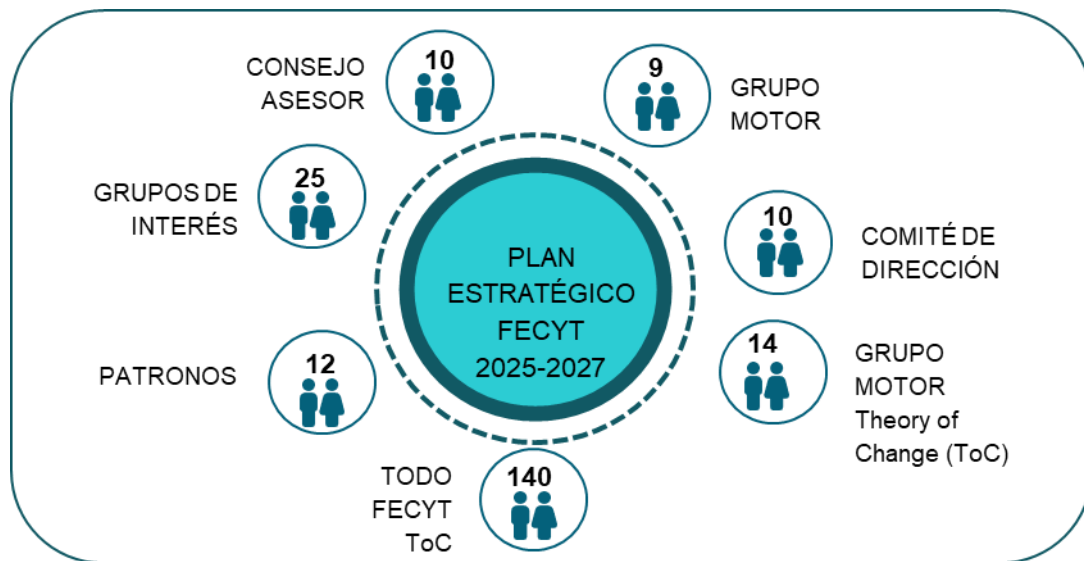 10
CONSEJO
ASESOR
9
GRUPO
MOTOR
25
GRUPOS DE
INTERÉS
10
COMITÉ DE
DIRECCIÓN
PLAN
ESTRATÉGICO
FECYT
2025-2027
12
PATRONOS
14
GRUPO
MOTOR
Theory of
Change (ToC)
140
TODO
FECYT
ToC